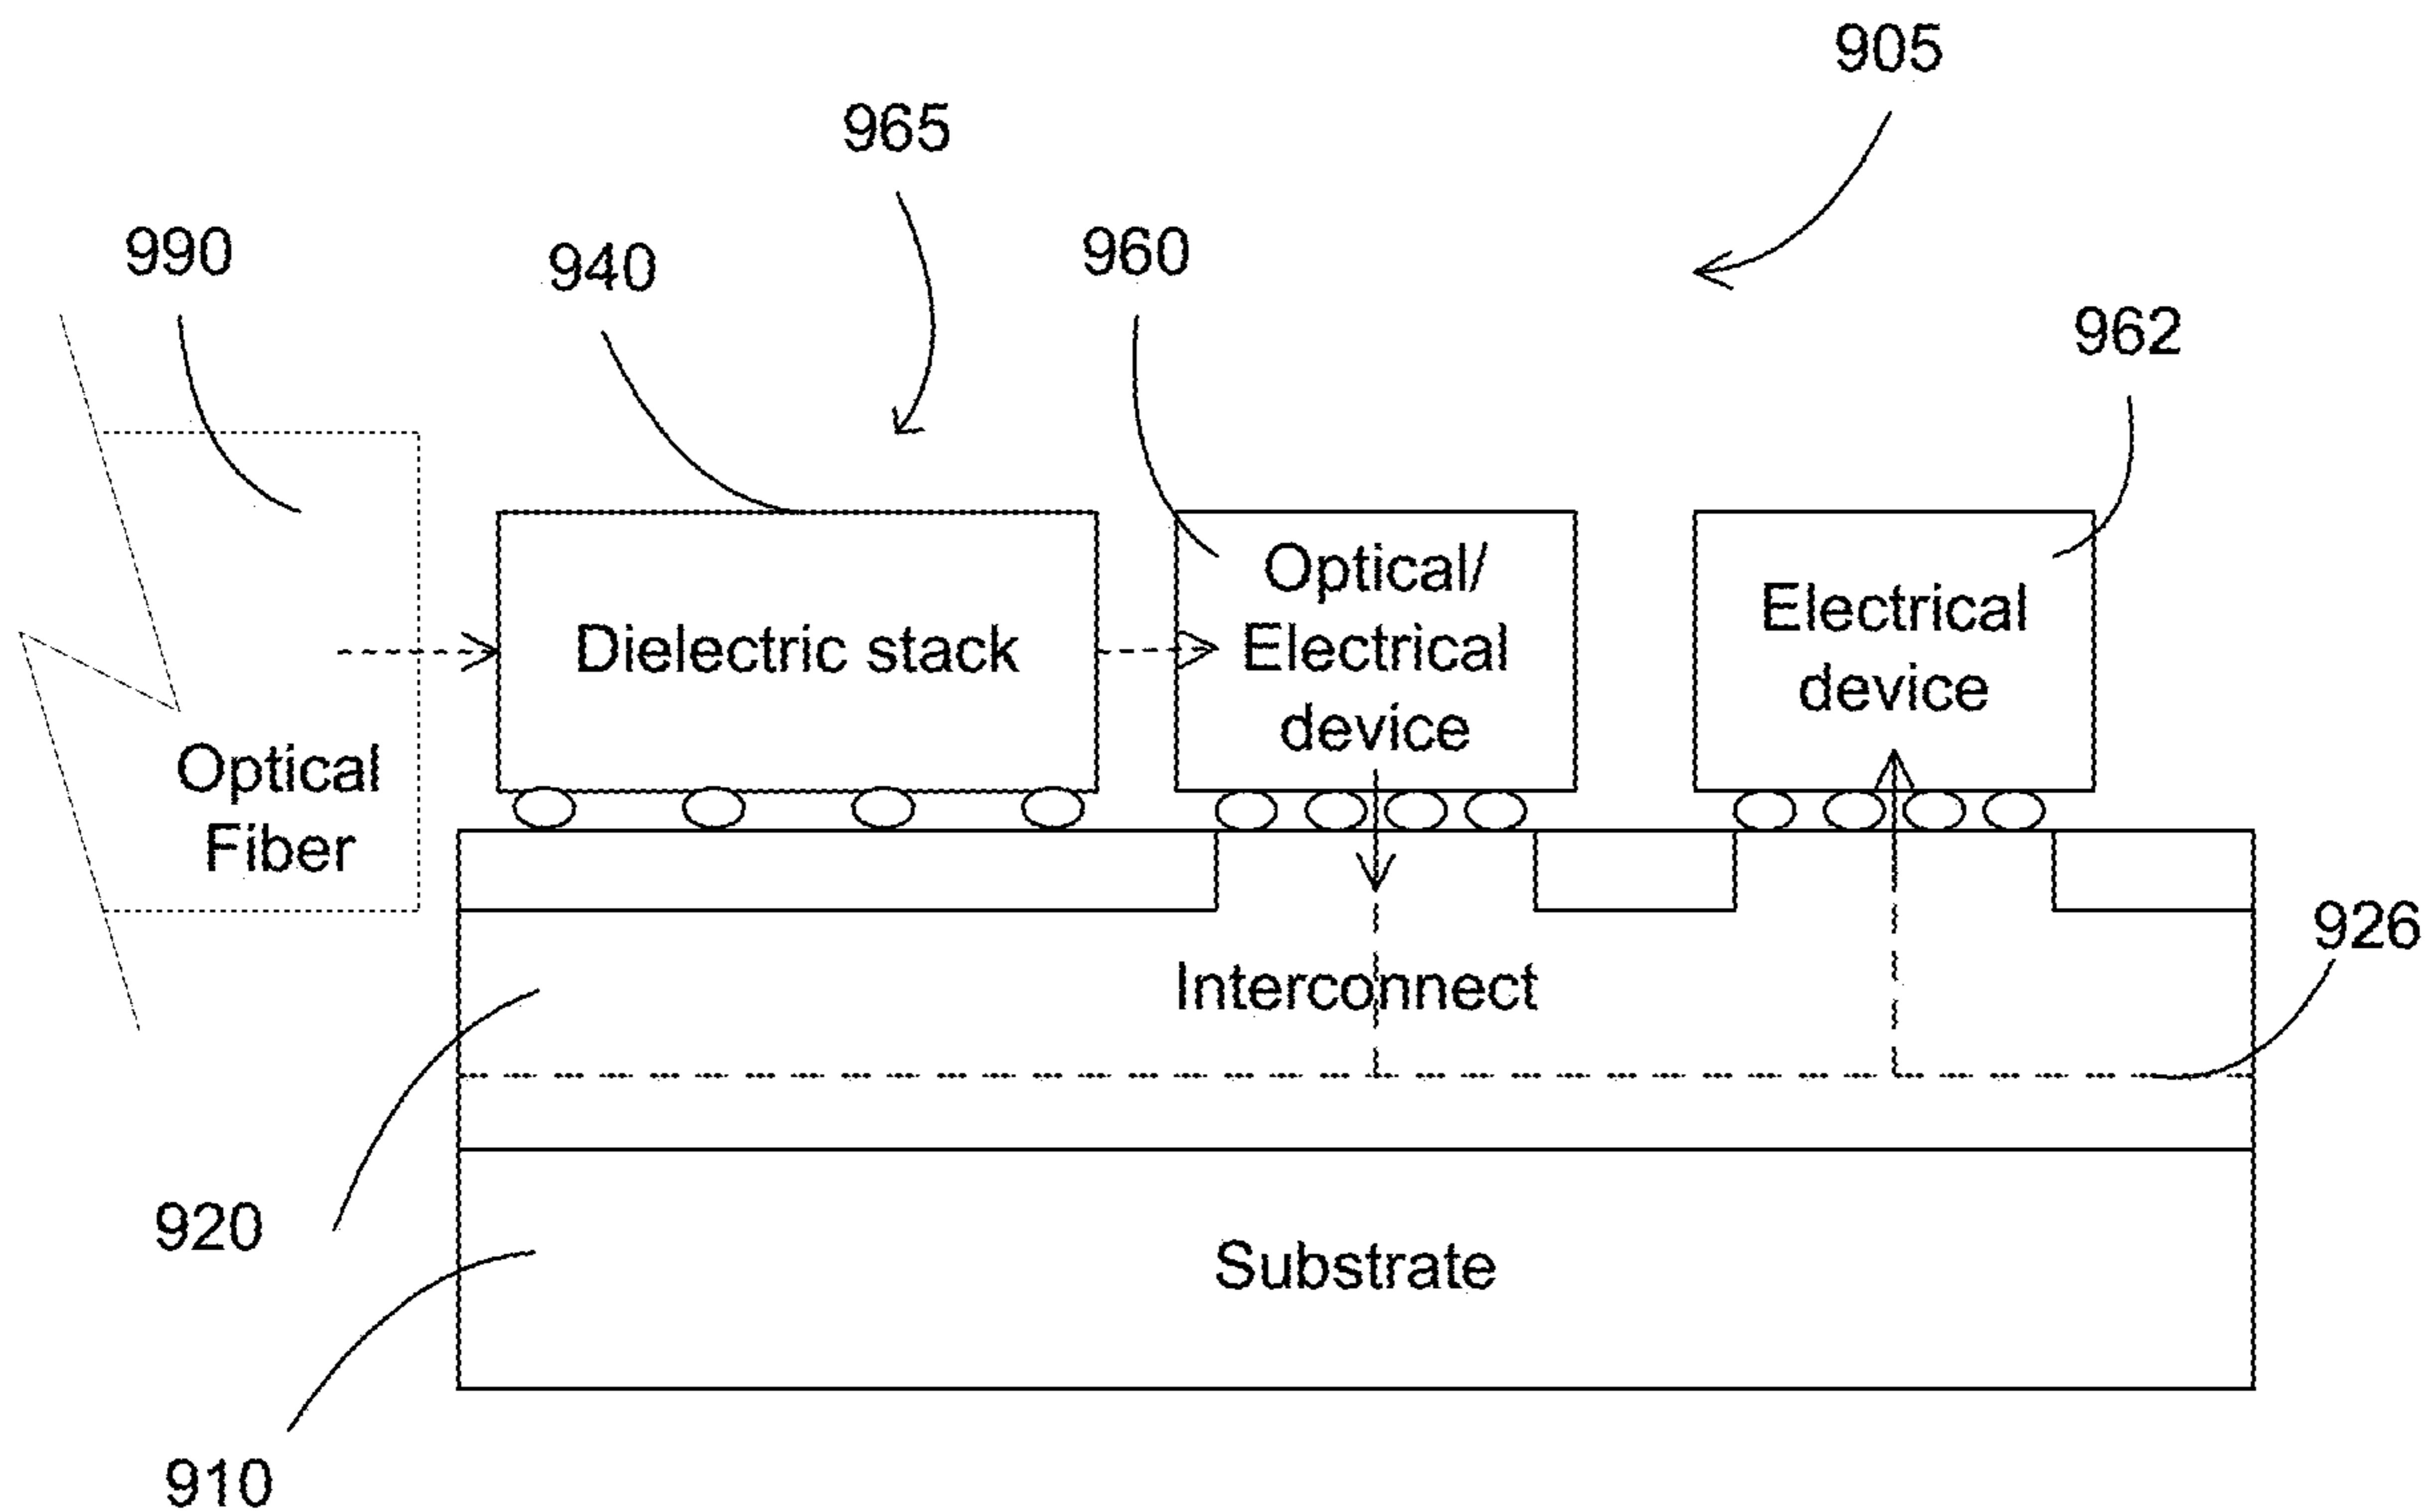 905
965
990
940
960
962
Optical/
Electrical
device
Electrical
device
Dielectric stack
Optical
Fiber
926
Interconnect
920
Substrate
910